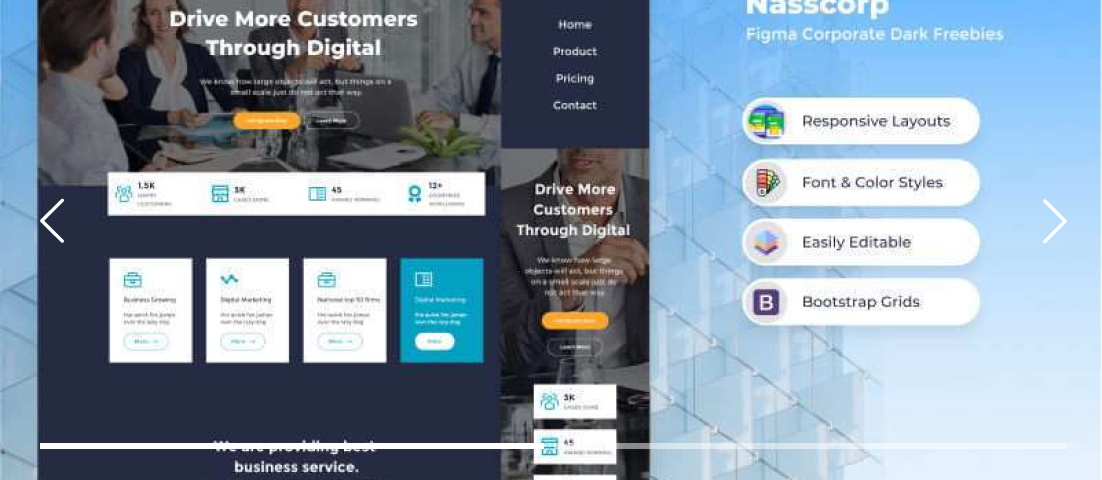 Drive More Customers
Through Digital
We know how large objects will act, but things on a
small scale just do not act that way.
Learn More
1.5K
CUSTOMERS
3K
CASES DONE
45
AWARD WINNING
12+
COUNTRIES
WORLDWIDE
Business Growing
the quick fox jumps
over the lazy dog
More →
Digital Marketing
the quick fox jumps
over the lazy dog
More →
National top 50 firms
the quick fox jumps
over the lazy dog
More →
Digital Marketing
the quick fox jumps
over the lazy dog
More
We are providing best
business service.
Home
Product
Pricing
Contact
Drive More
Customers
Through Digital
We know how large
objects will act, but things
on a small scale just do
not act that way.
Learn More
3K
CASES DONE
45
AWARD WINNING
Nasscorp
Figma Corporate Dark Freebies
Responsive Layouts
Font & Color Styles
Easily Editable
B
Bootstrap Grids